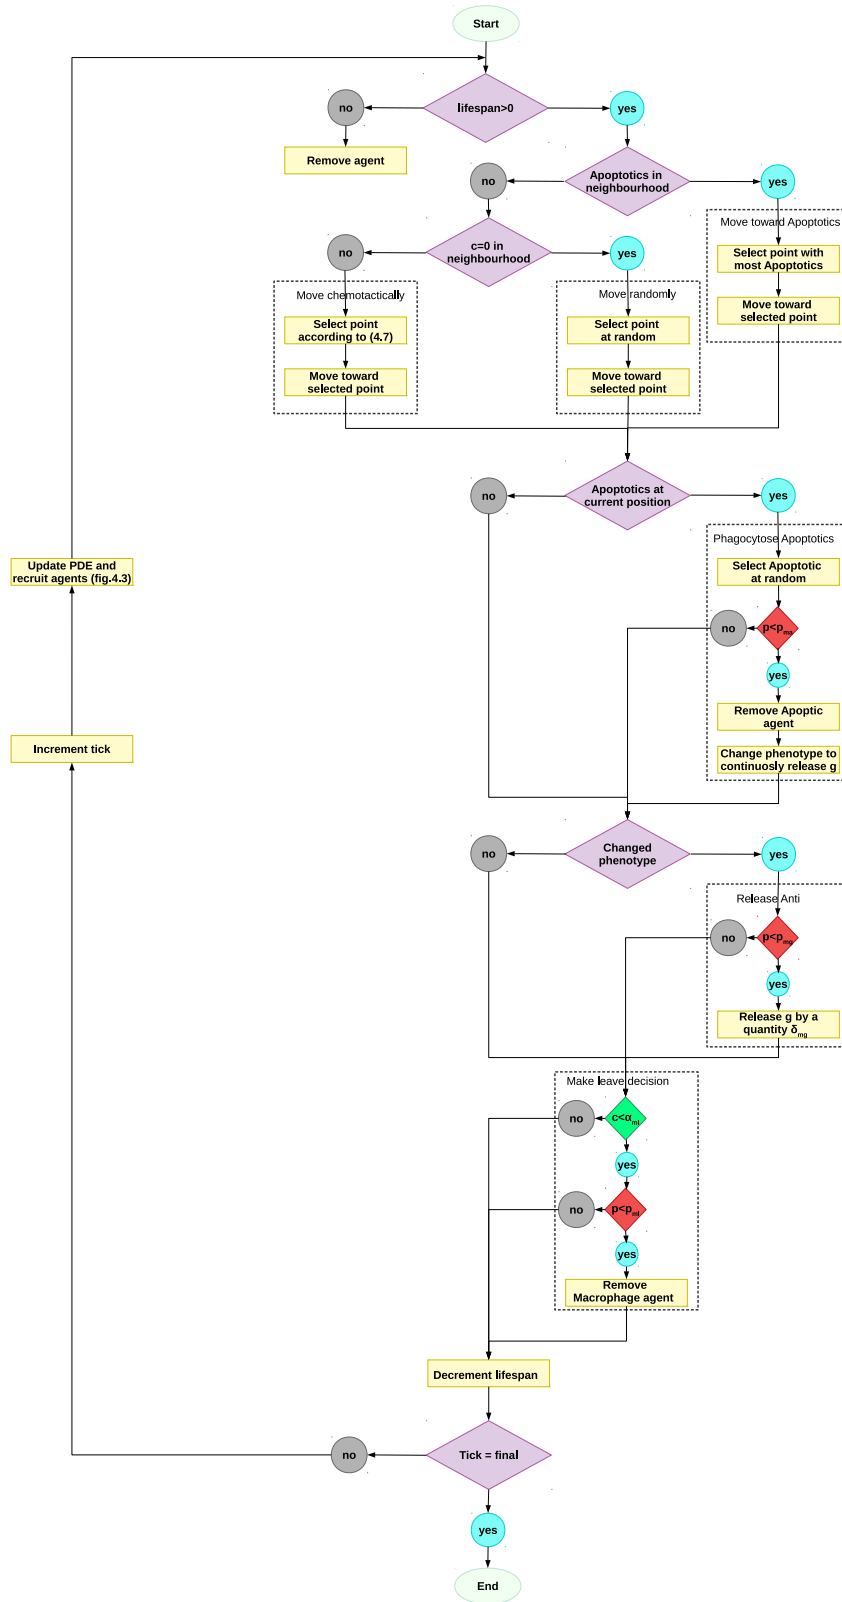 Start
lifespan>0
no
yes
Remove agent
Apoptotics in
neighbourhood
no
yes
Move toward Apoptotics
c=0 in
neighbourhood
no
yes
Select point with
most Apoptotics
Move chemotactically
Move randomly
Move toward
selected point
Select point
according to (4.7)
Select point
at random
Move toward
selected point
Move toward
selected point
Apoptotics at
current position
no
yes
Phagocytose Apoptotics
Select Apoptotic
at random
Update PDE and
recruit agents (fig.4.3)
no
p<pma
yes
Remove Apoptic
agent
Increment tick
Change phenotype to
continuosly release g
Changed
phenotype
no
yes
Release Anti
no
p<pmg
yes
Release g by a
quantity δmg
Make leave decision
no
c<αml
yes
no
p<pml
yes
Remove
Macrophage agent
Decrement lifespan
Tick = final
no
yes
End